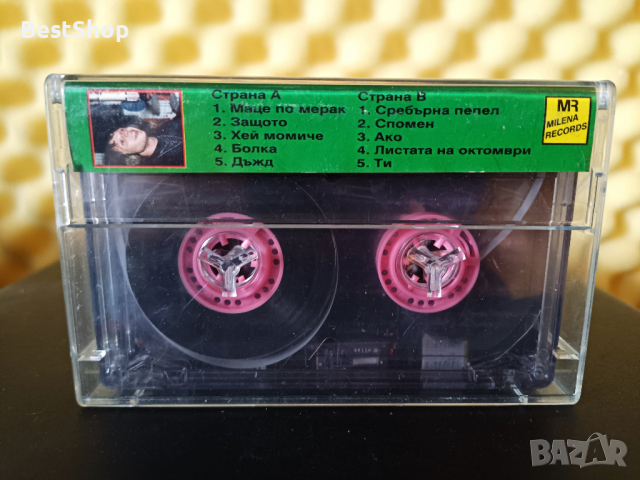 BestShop
Страна А
1. Маце по мерак
2. Защото
3. Хей момиче
4. Болка
5. Дъжд
Страна В
1. Сребърна пепел
2. Спомен
3. Ако
4. Листата на октомври
5. Ти
MR
MILENA
RECORDS
BAZAR